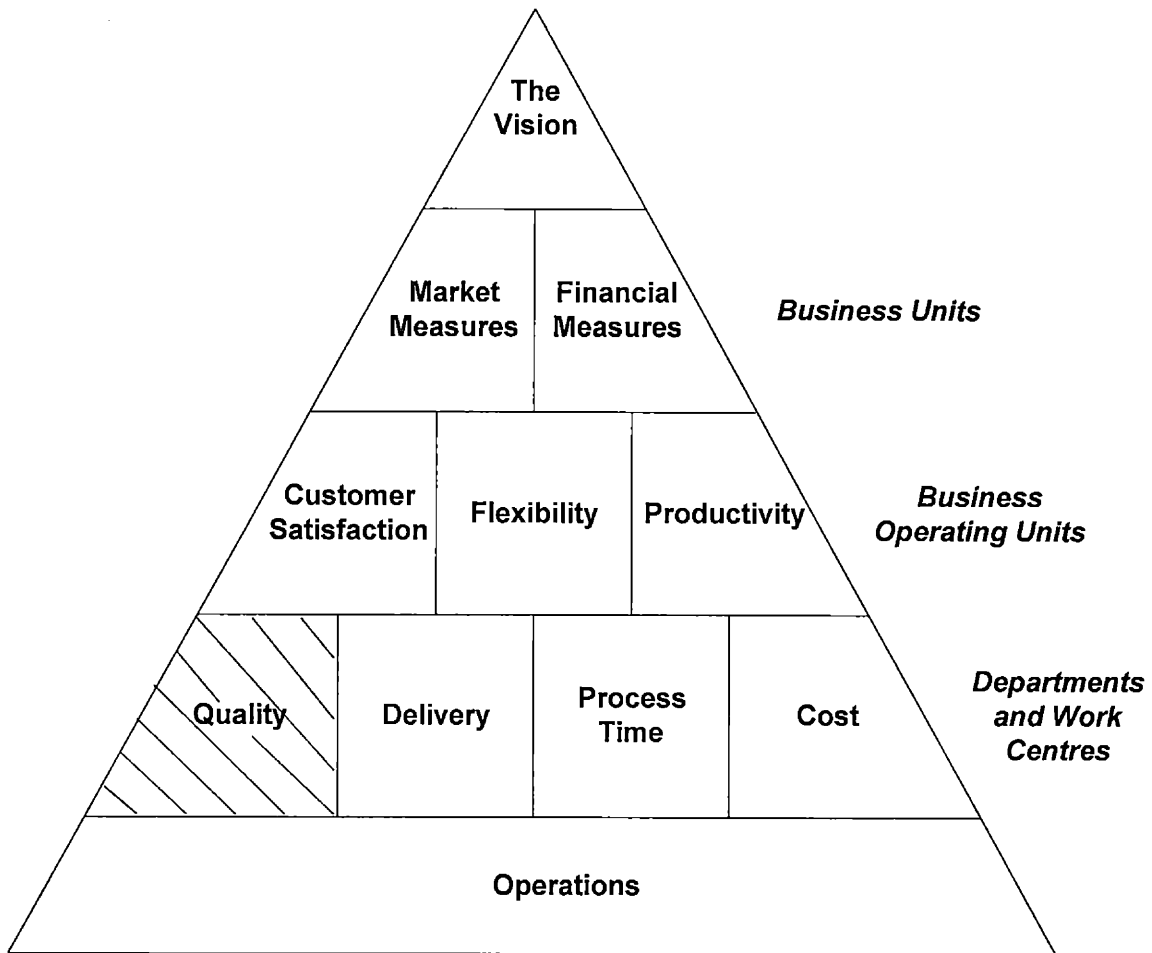 The
Vision
Market
Measures
Financial
Measures
Business Units
Customer
Satisfaction
Flexibility
Productivity
Business
Operating Units
Quality
Delivery
Process
Time
Cost
Departments
and Work
Centres
Operations